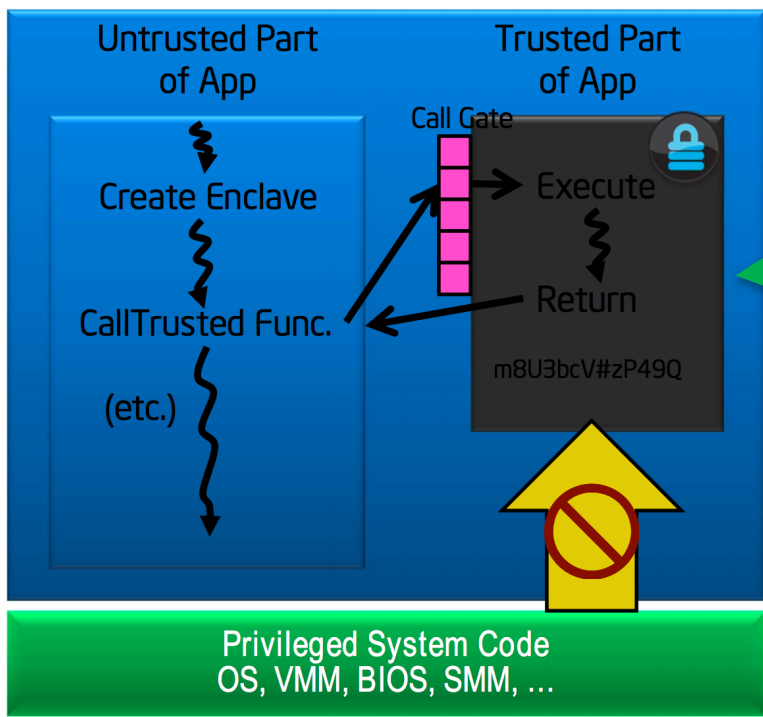 Untrusted Part
of App
Create Enclave
CallTrusted Func.
(etc.)
Trusted Part
of App
Call Gate
Execute
Return
m8U3bcV#zP49Q
Privileged System Code
OS, VMM, BIOS, SMM, …